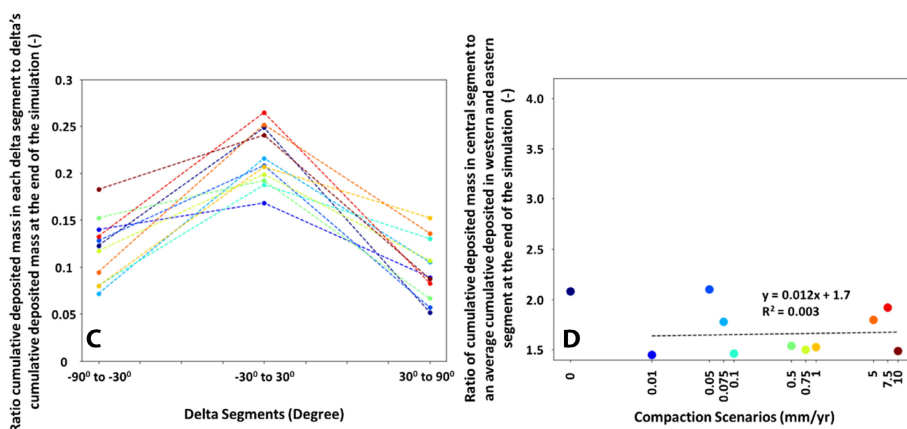 Ratio cumulative deposited mass in each delta segment to delta's
cumulative deposited mass at the end of the simulation (-)
0.3
0.25
0.2
0.15
0.1
0.05
0
C
-90⁰ to -30⁰
-30⁰ to 30⁰
30⁰ to 90⁰
Delta Segments (Degree)
Ratio of cumulative deposited mass in central segment to
an average cumulative deposited in western and eastern
segment at the end of the simulation (-)
4.0
3.5
3.0
2.5
2.0
1.5
y = 0.012x + 1.7
R² = 0.003
D
0
0.01
0.05
0.075
0.1
0.5
0.75
1
5
7.5
10
Compaction Scenarios (mm/yr)